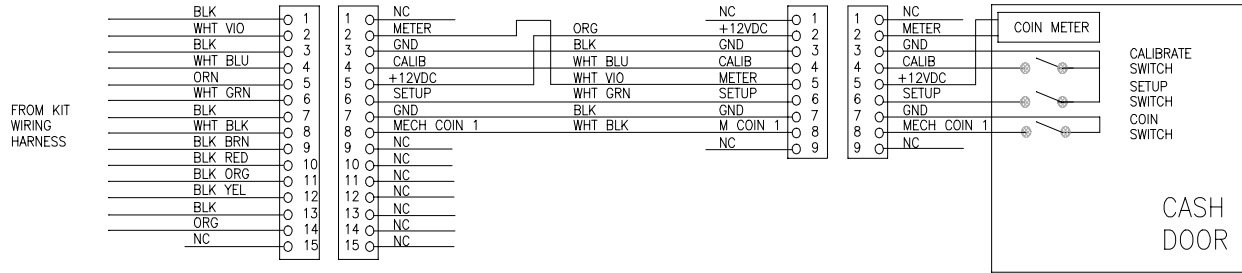 FROM KIT
WIRING
HARNESS
BLK
WHT VIO
BLK
WHT BLU
ORN
WHT GRN
BLK
WHT BLK
BLK BRN
BLK RED
BLK ORG
BLK YEL
BLK
ORG
NC
1
2
3
4
5
6
7
8
9
10
11
12
13
14
15
1 NC
2 METER
3 GND
4 CALIB
5 +12VDC
6 SETUP
7 GND
8 MECH COIN 1
9 NC
10 NC
11 NC
12 NC
13 NC
14 NC
15 NC
ORG
BLK
WHT BLU
WHT VIO
WHT GRN
BLK
WHT BLK
NC 1
+12VDC 2
GND 3
CALIB 4
METER 5
SETUP 6
GND 7
M COIN 1 8
NC 9
1 NC
2 METER
3 GND
4 CALIB
5 +12VDC
6 SETUP
7 GND
8 MECH COIN 1
9 NC
COIN METER
CALIBRATE
SWITCH
SETUP
SWITCH
COIN
SWITCH
CASH
DOOR